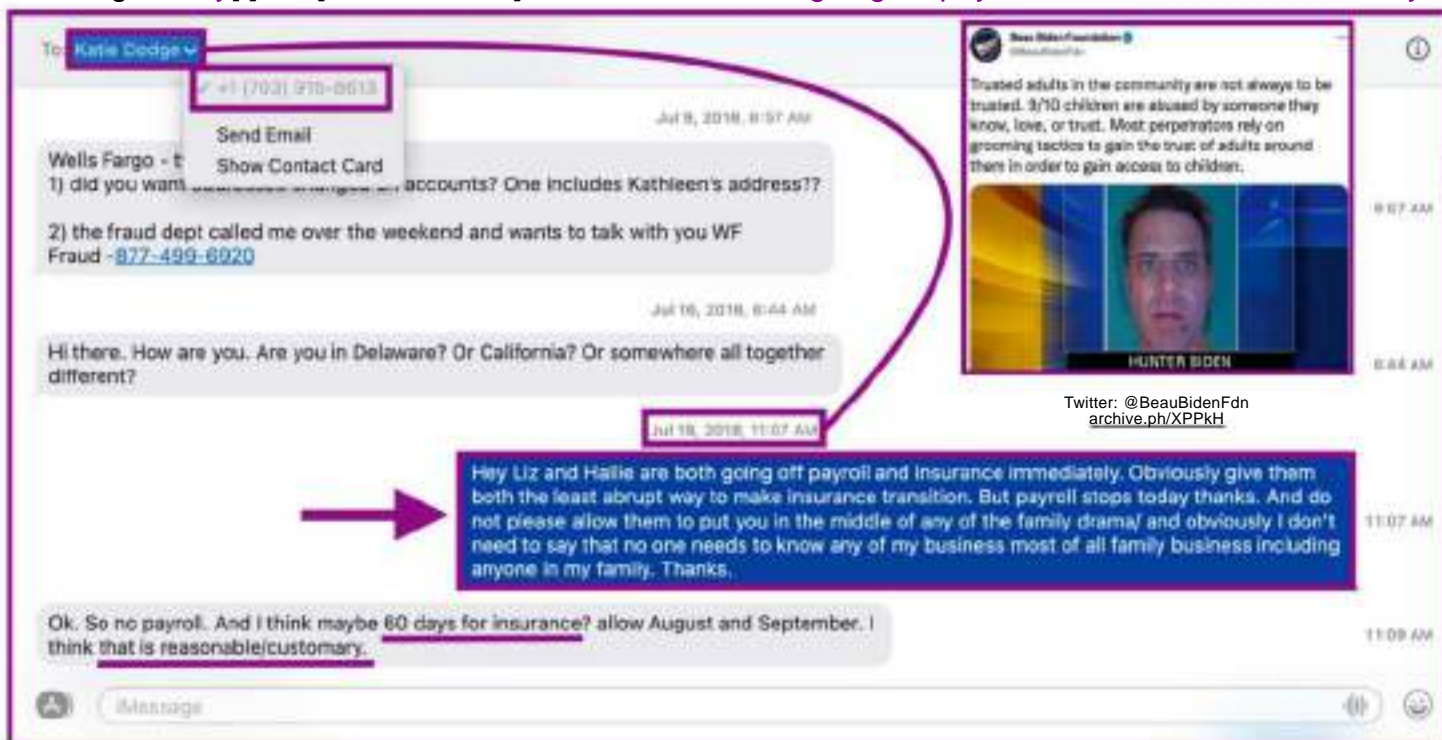 To: Katie Dodge
Send Email
Show Contact Card
Jul 9, 2018, 8:57 AM
Wells Fargo -
1) did you want accounts? One includes Kathleen's address??
2) the fraud dept called me over the weekend and wants to talk with you WF
Fraud -877-499-6920
Jul 16, 2018, 8:44 AM
Hi there. How are you. Are you in Delaware? Or California? Or somewhere all together
different?
Beau Biden Foundation
@BeauBidenFdn
Trusted adults in the community are not always to be
trusted. 9/10 children are abused by someone they
know, love, or trust. Most perpetrators rely on
grooming tactics to gain the trust of adults around
them in order to gain access to children.
HUNTER BIDEN
8:44 AM
Twitter: @BeauBidenFdn
archive.ph/XPPkH
2018, 11:07 AM
Hey Liz and Hallie are both going off payroll and insurance immediately. Obviously give them
both the least abrupt way to make insurance transition. But payroll stops today thanks. And do
not please allow them to put you in the middle of any of the family drama/ and obviously I don't
need to say that no one needs to know any of my business most of all family business including
anyone in my family. Thanks.
11:07 AM
Ok. So no payroll. And I think maybe 60 days for insurance? allow August and September. I
think that is reasonable/customary.
11:09 AM
iMessage